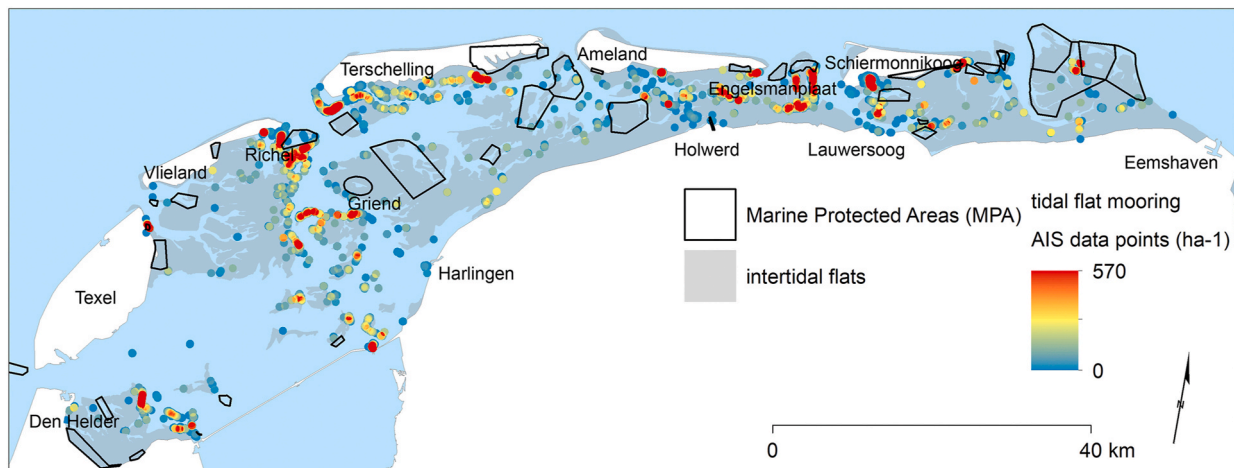 Ameland
Terschelling
Schiermonnikoog
Engelsmanplaat
Richel
Holwerd
Lauwersoog
Eemshaven
Vlieland
Griend
Marine Protected Areas (MPA)
tidal flat mooring
AIS data points (ha-1)
Harlingen
intertidal flats
570
Texel
0
Den Helder
N
0
40 km